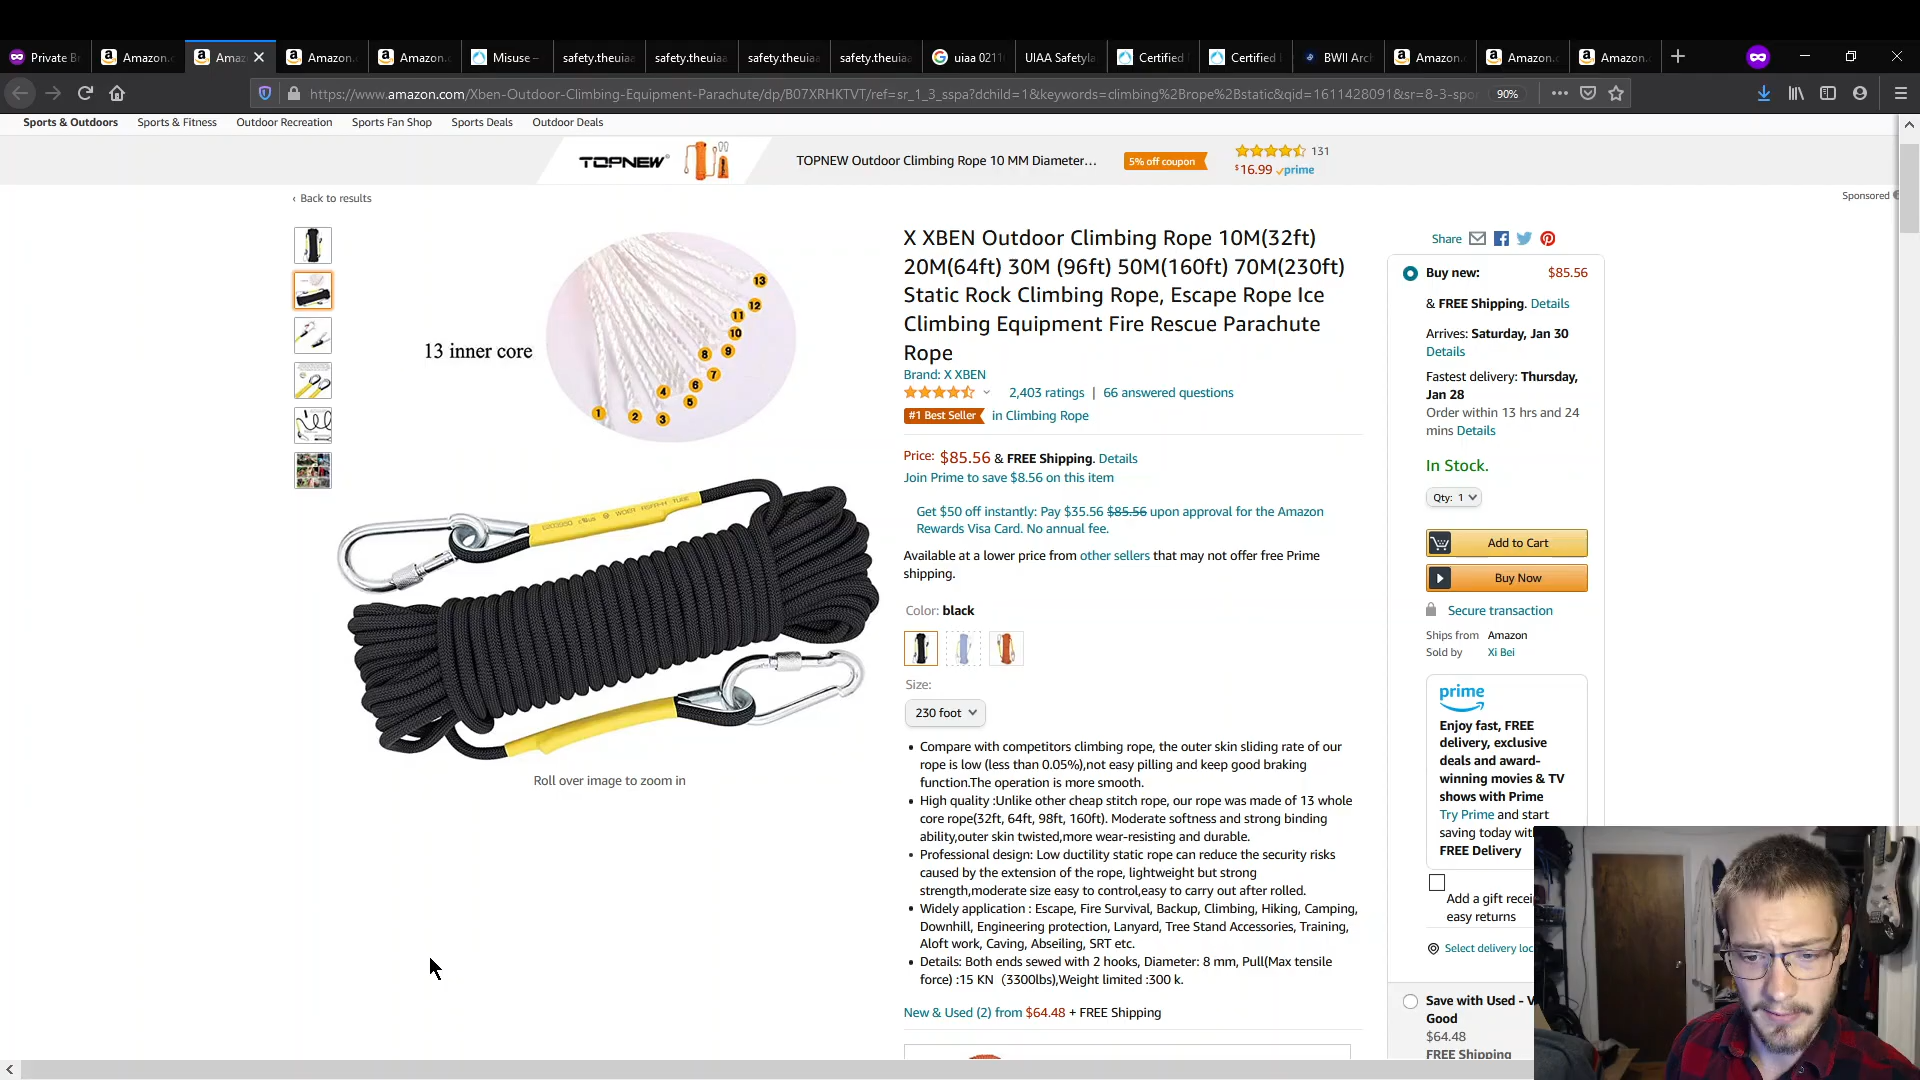 Private B
Amazon.c
Amaz
Amazon.
Amazon.c
Misuse –
safety.theuiaa
safety.theuiaa
safety.theuiaa
safety.theuiaa
uiaa 0211
UIAA Safetyla
Certified
Certified
BWII Arc
Amazon.c
Amazon.c
Amazon.c
https://www.amazon.com/Xben-Outdoor-Climbing-Equipment-Parachute/dp/B07XRHKTVT/ref=sr_1_3_sspa?dchild=1&keywords=climbing%2Brope%2Bstatic&qid=1611428091&sr=8-3-spo
90%
Sports & Outdoors
Sports & Fitness
Outdoor Recreation
Sports Fan Shop
Sports Deals
Outdoor Deals
TOPNEW
TOPNEW Outdoor Climbing Rope 10 MM Diameter...
5% off coupon
131
$16.99 prime
‹ Back to results
Sponsored
13 inner core
1
2
3
4
5
6
7
8
9
10
11
12
13
Roll over image to zoom in
X XBEN Outdoor Climbing Rope 10M(32ft)
20M(64ft) 30M (96ft) 50M(160ft) 70M(230ft)
Static Rock Climbing Rope, Escape Rope Ice
Climbing Equipment Fire Rescue Parachute
Rope
Brand: X XBEN
2,403 ratings | 66 answered questions
#1 Best Seller in Climbing Rope
Price: $85.56 & FREE Shipping. Details
Join Prime to save $8.56 on this item
Get $50 off instantly: Pay $35.56 $85.56 upon approval for the Amazon
Rewards Visa Card. No annual fee.
Available at a lower price from other sellers that may not offer free Prime
shipping.
Color: black
Size:
230 foot
• Compare with competitors climbing rope, the outer skin sliding rate of our
rope is low (less than 0.05%),not easy pilling and keep good braking
function.The operation is more smooth.
• High quality :Unlike other cheap stitch rope, our rope was made of 13 whole
core rope(32ft, 64ft, 98ft, 160ft). Moderate softness and strong binding
ability,outer skin twisted,more wear-resisting and durable.
• Professional design: Low ductility static rope can reduce the security risks
caused by the extension of the rope, lightweight but strong
strength,moderate size easy to control,easy to carry out after rolled.
• Widely application : Escape, Fire Survival, Backup, Climbing, Hiking, Camping,
Downhill, Engineering protection, Lanyard, Tree Stand Accessories, Training,
Aloft work, Caving, Abseiling, SRT etc.
• Details: Both ends sewed with 2 hooks, Diameter: 8 mm, Pull(Max tensile
force) :15 KN（3300lbs),Weight limited :300 k.
New & Used (2) from $64.48 + FREE Shipping
Share
Buy new: $85.56
& FREE Shipping. Details
Arrives: Saturday, Jan 30
Details
Fastest delivery: Thursday,
Jan 28
Order within 13 hrs and 24
mins Details
In Stock.
Qty: 1
Add to Cart
Buy Now
Secure transaction
Ships from Amazon
Sold by Xi Bei
prime
Enjoy fast, FREE
delivery, exclusive
deals and award-
winning movies & TV
shows with Prime
Try Prime and start
saving today wit
FREE Delivery
Add a gift recei
easy returns
Select delivery loc
Save with Used - V
Good
$64.48
FREE Shipping